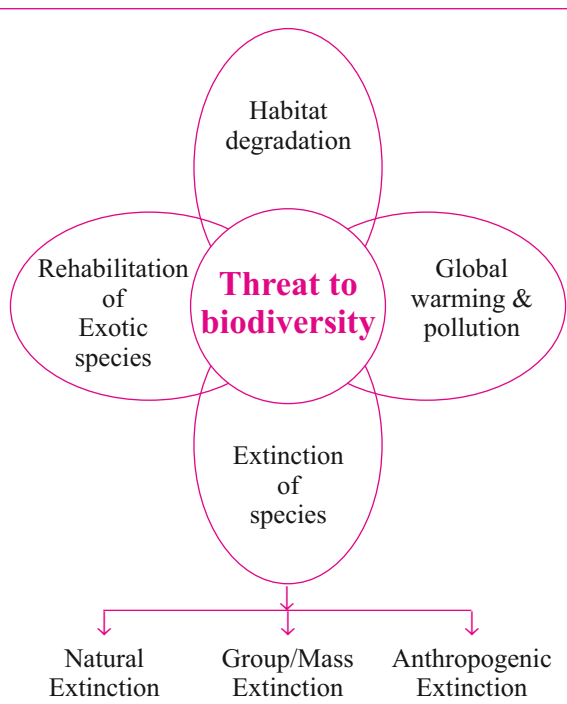 Habitat
degradation
Rehabilitation
of
Exotic
species
Threat to
biodiversity
Global
warming &
pollution
Extinction
of
species
Natural
Extinction
Group/Mass
Extinction
Anthropogenic
Extinction